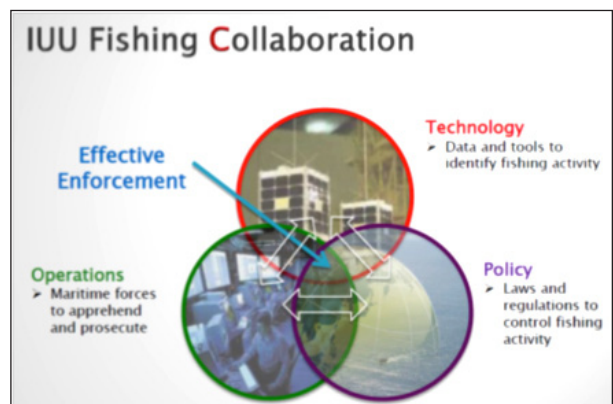 IUU Fishing Collaboration
Technology
➢ Data and tools to
identify fishing activity
Effective
Enforcement
Operations
➢ Maritime forces
to apprehend
and prosecute
Policy
➢ Laws and
regulations to
control fishing
activity